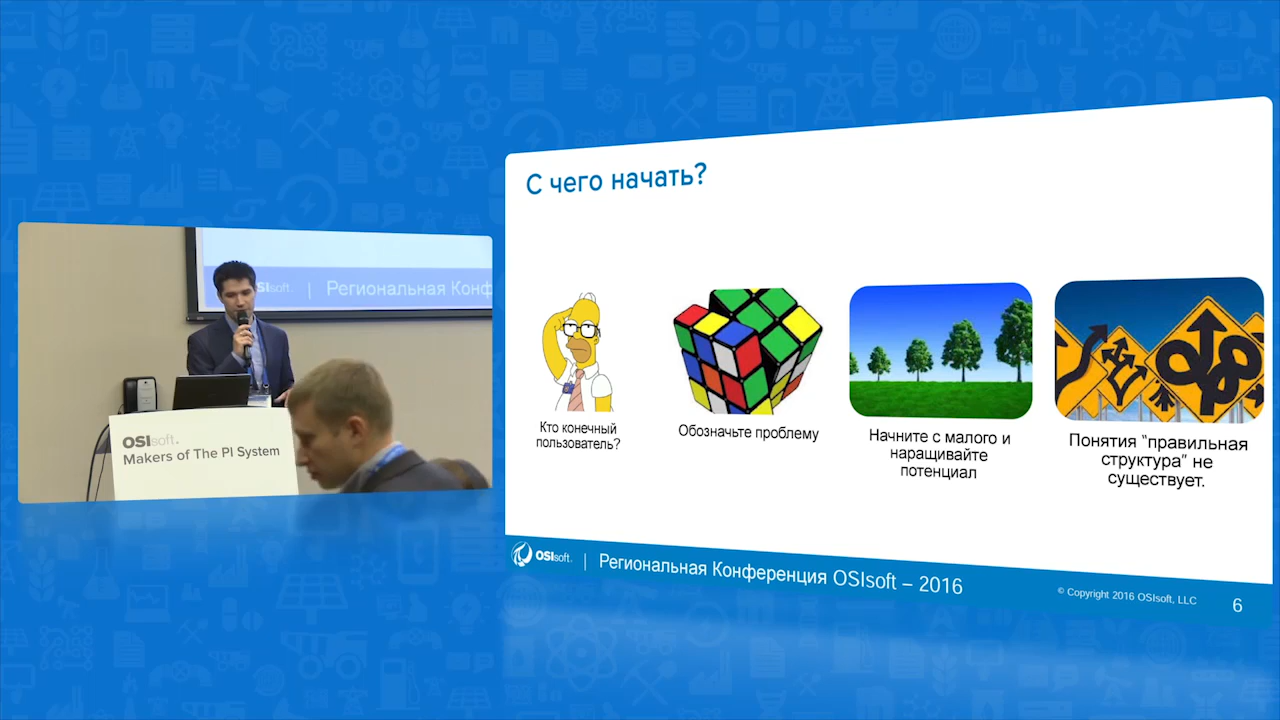 С чего начать?
SIsoft.
Региональная Конф
OSIsoft.
Makers of The PI System
Кто конечный
пользователь?
Обозначьте проблему
Начните с малого и
наращивайте
потенциал
Понятия "правильная
структура" не
существует.
OSIsoft.
Региональная Конференция OSIsoft – 2016
© Copyright 2016 OSIsoft, LLC
6